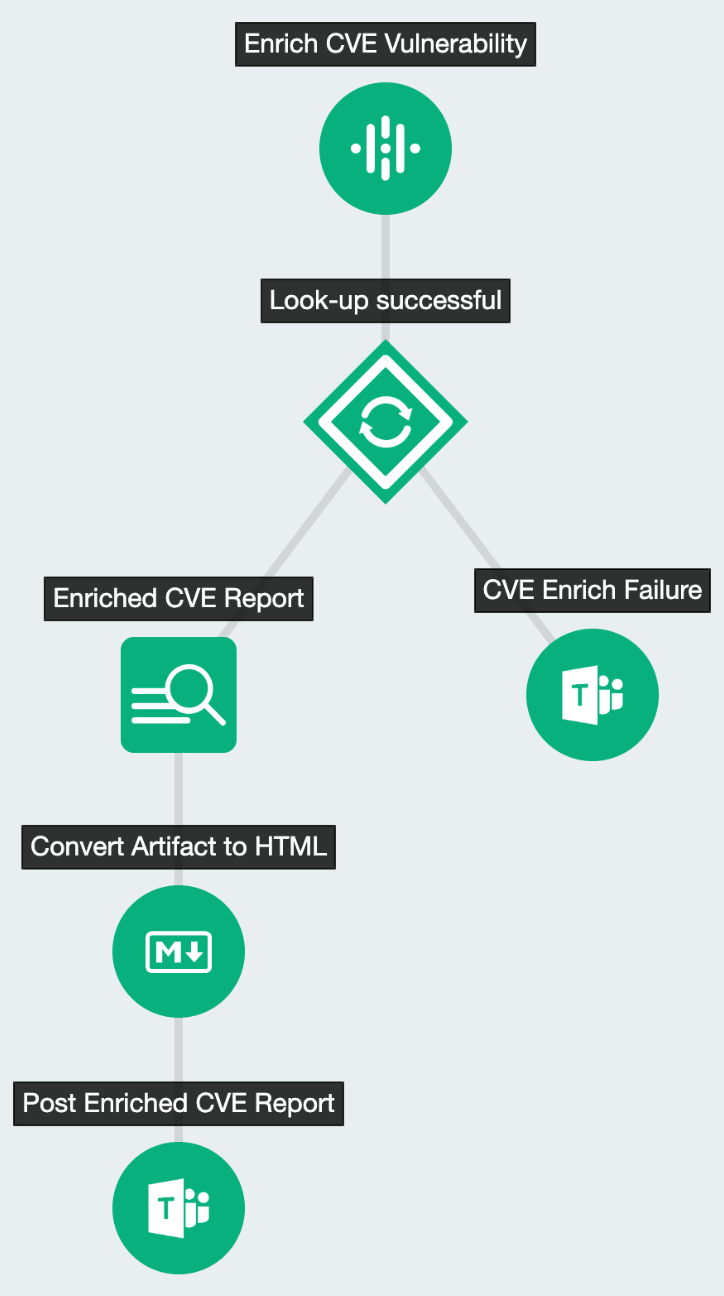 Enrich CVE Vulnerability
Look-up successful
Enriched CVE Report
CVE Enrich Failure
T
Convert Artifact to HTML
M
Post Enriched CVE Report
T